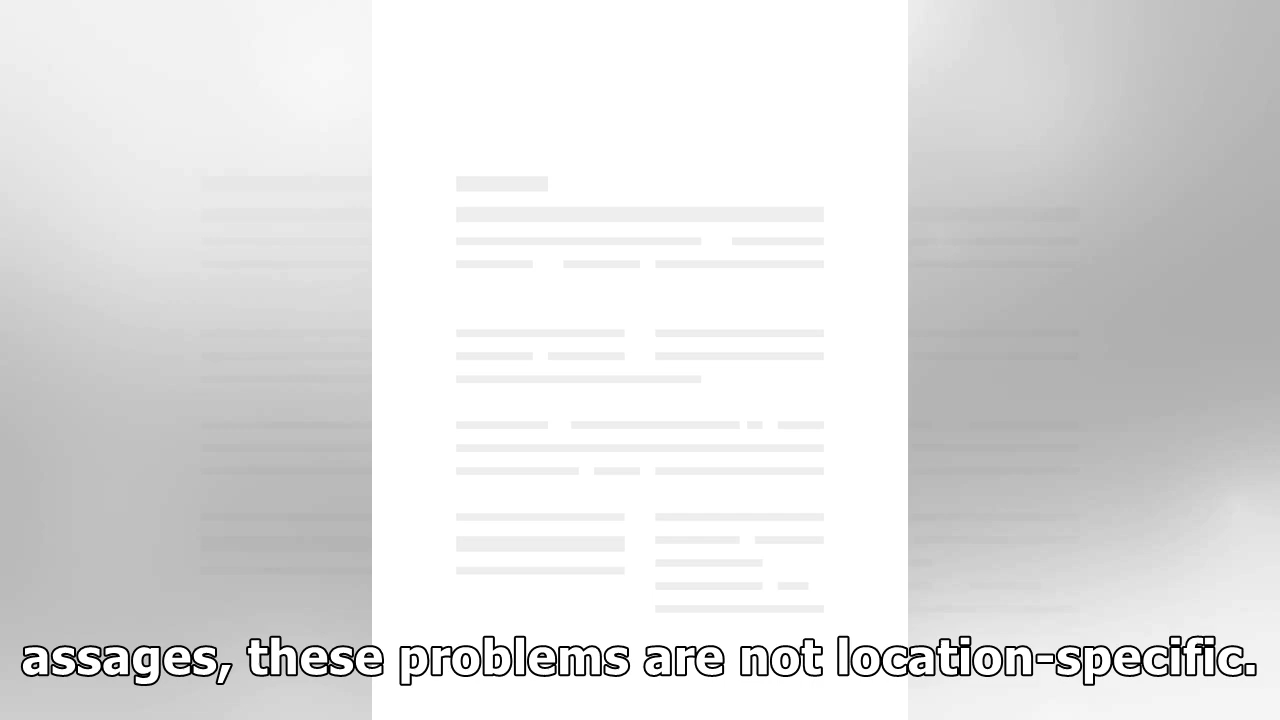 assages, these problems are not location-specific.